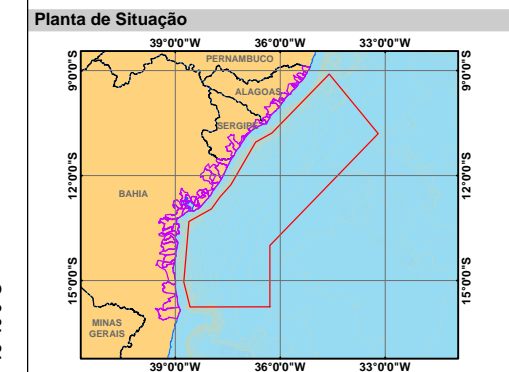 Planta de Situação
39°0'0"W 36°0'0"W 33°0'0"W
9°0'0"S 9°0'0"S
PERNAMBUCO
ALAGOAS
SERGIPE
12°0'0"S 12°0'0"S
BAHIA
15°0'0"S 15°0'0"S
MINAS
GERAIS
39°0'0"W 36°0'0"W 33°0'0"W